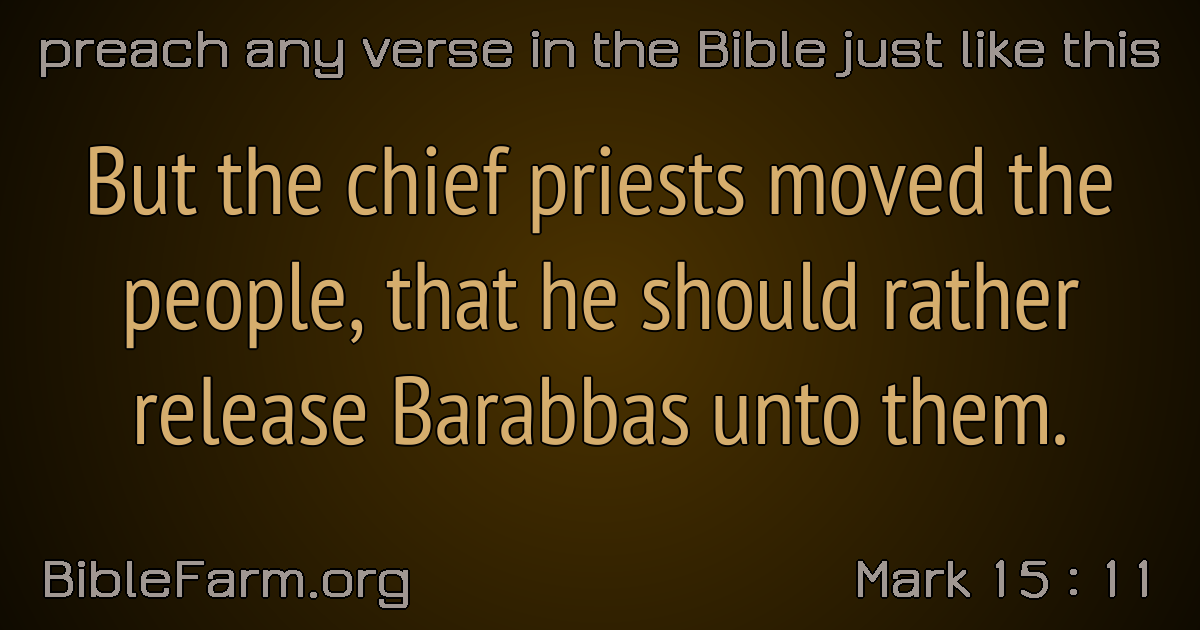 preach any verse in the Bible just like this
But the chief priests moved the
people, that he should rather
release Barabbas unto them.
BibleFarm.org
Mark 15 : 11